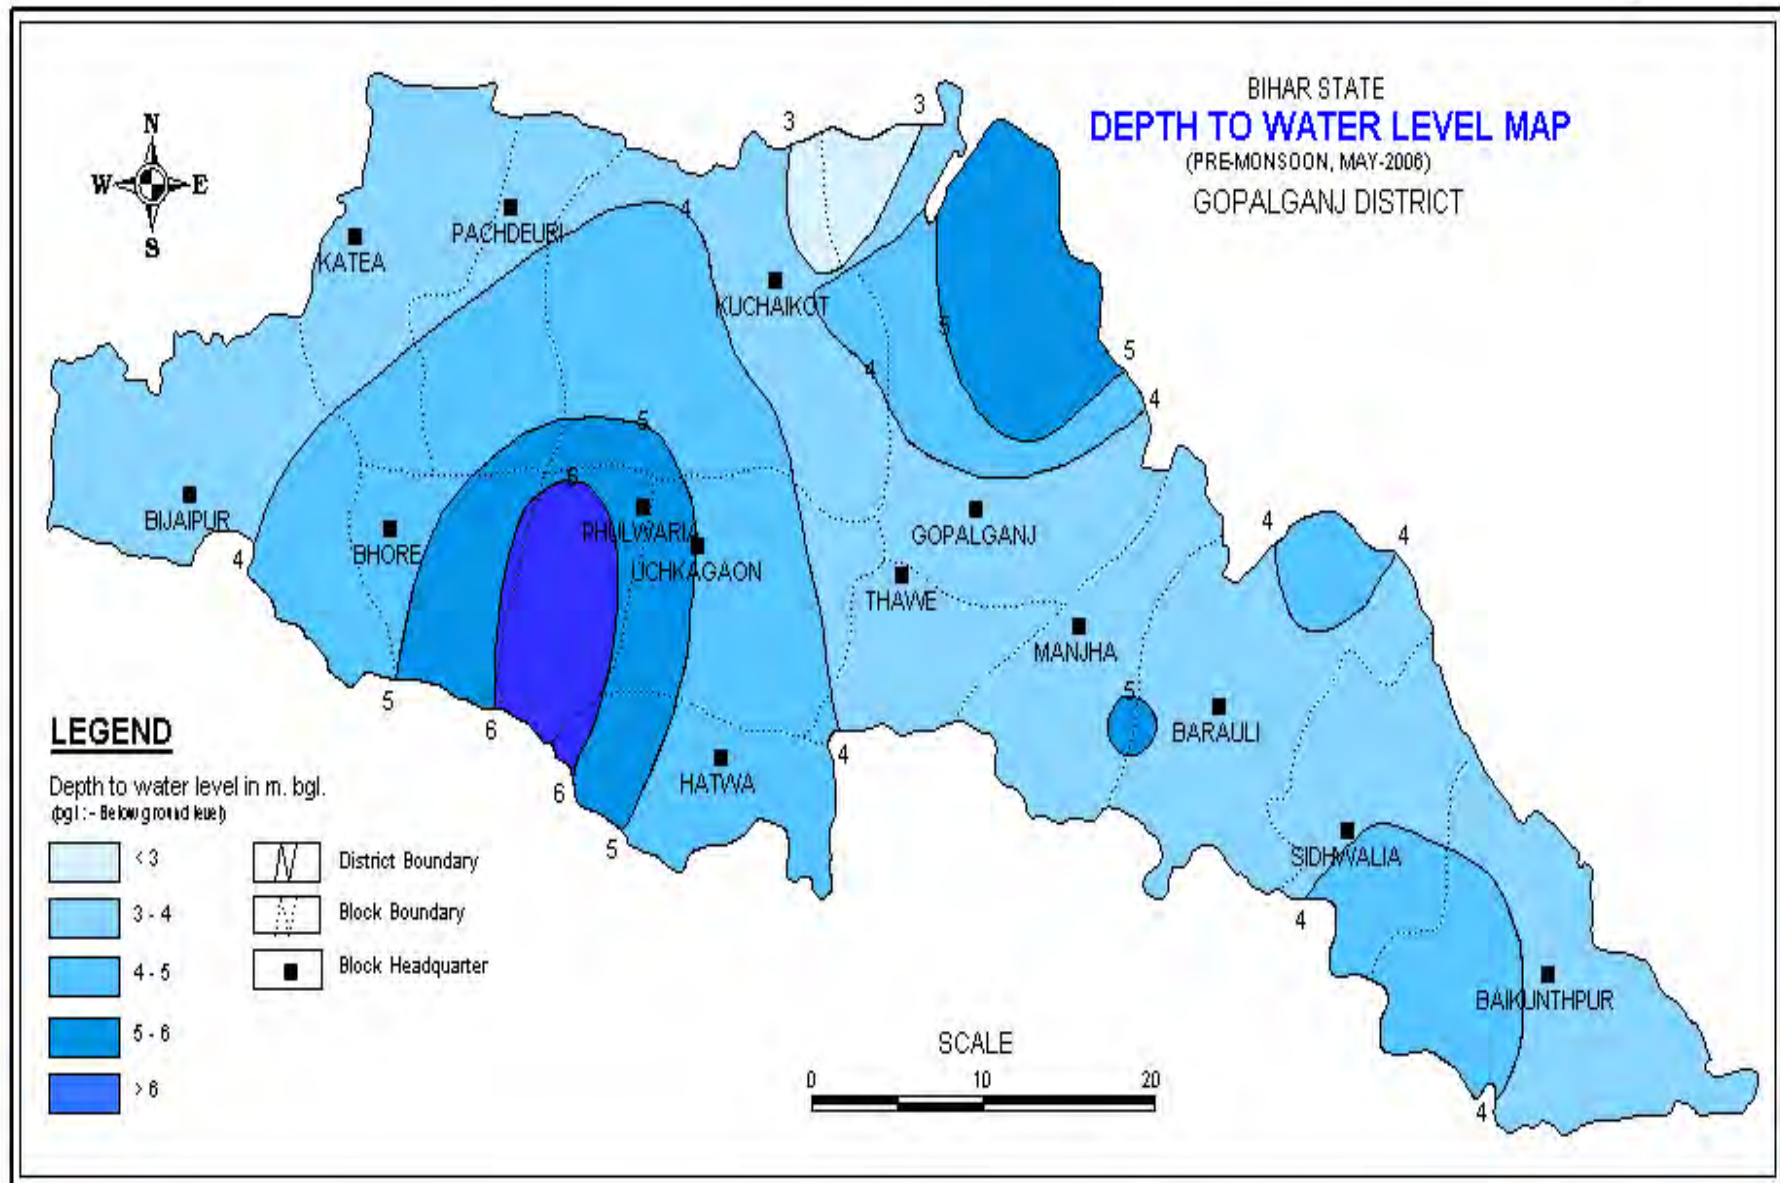 BIHAR STATE
DEPTH TO WATER LEVEL MAP
(PRE-MONSOON, MAY-2006)
GOPALGANJ DISTRICT
N
W E
S
3
3
PACHDEURI
4
KATEA
KUCHAIKOT
5
5
4
4
5
6
BIJAIPUR
BHORE
PHULWARIA
UCHKAGAON
GOPALGANJ
4
4
4
THAWE
MANJHA
5
5
6
BARAULI
4
HATWA
6
5
SIDHWALIA
4
BAIKUNTHPUR
4
LEGEND
Depth to water level in m. bgl.
(bgl :- Below ground level)
< 3
3 - 4
4 - 5
5 - 6
> 6
District Boundary
Block Boundary
Block Headquarter
SCALE
0 10 20